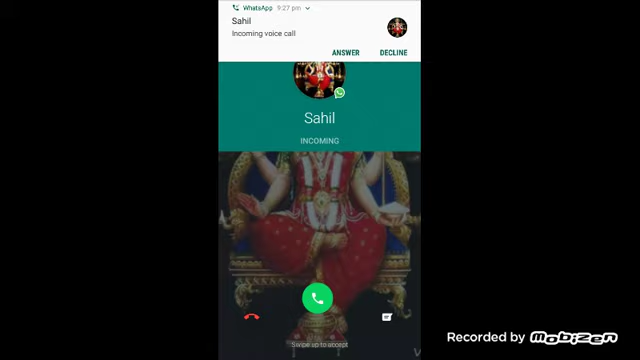 WhatsApp 9:27 pm
Sahil
Incoming voice call
ANSWER DECLINE
Sahil
INCOMING
Swipe up to accept
Recorded by mobizen